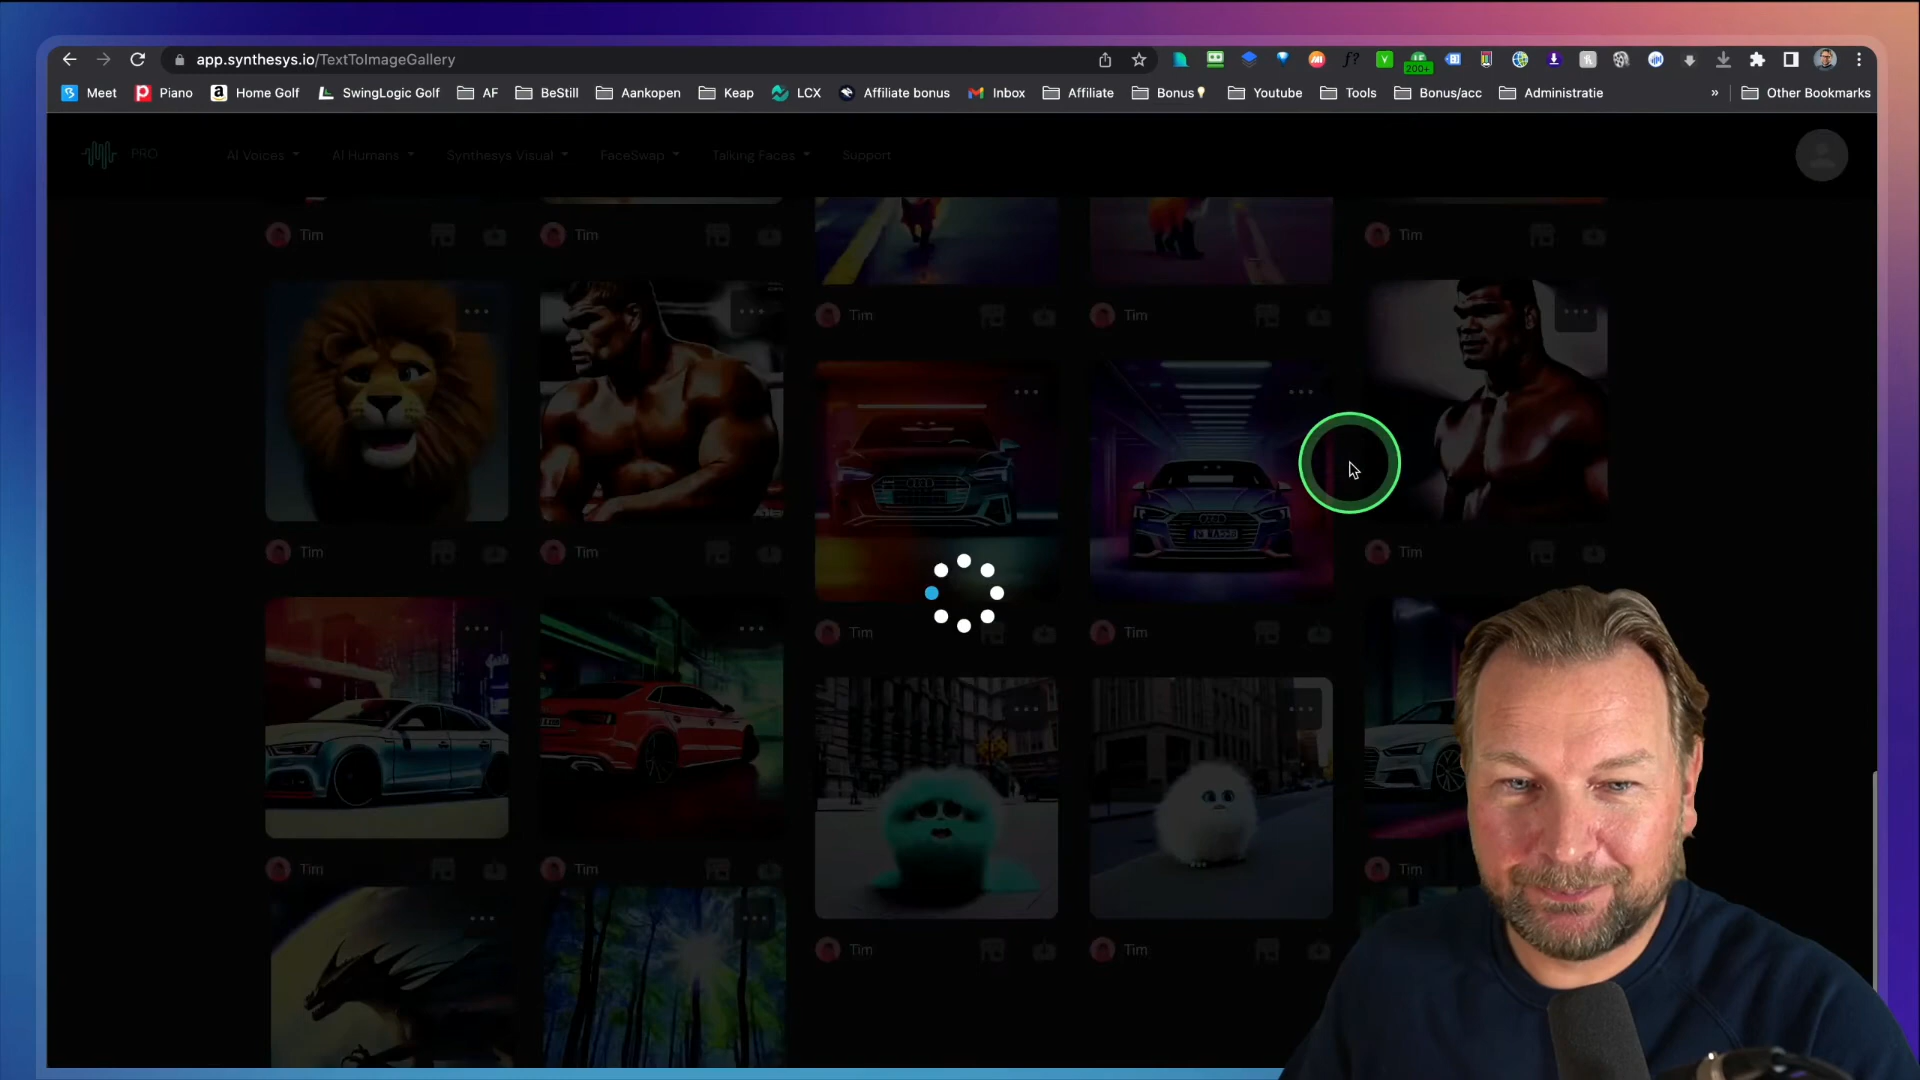 app.synthesys.io/TextToImageGallery
200+
Meet Piano Home Golf SwingLogic Golf AF BeStill Aankopen Keap LCX Affiliate bonus Inbox Affiliate Bonus Youtube Tools Bonus/acc Administratie » Other Bookmarks
PRO AI Voices AI Humans Synthesys Visual FaceSwap Talking Faces Support
Tim Tim Tim
Tim Tim
Tim Tim Tim
Tim Tim
Tim Tim Tim
Tim Tim